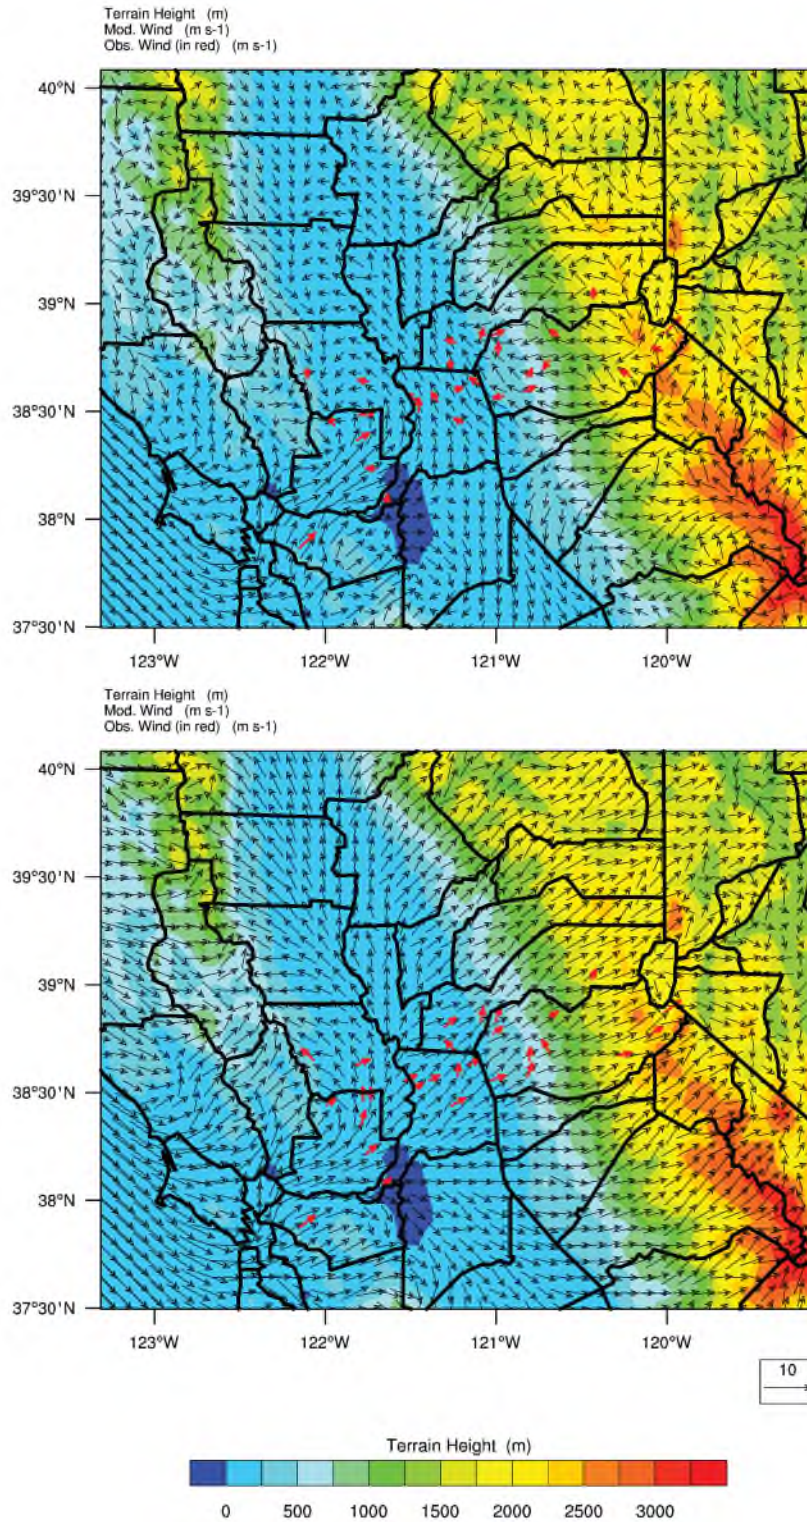 Terrain Height (m)
Mod. Wind (m s-1)
Obs. Wind (in red) (m s-1)
40°N
39°30'N
39°N
38°30'N
38°N
37°30'N
123°W 122°W 121°W 120°W
Terrain Height (m)
Mod. Wind (m s-1)
Obs. Wind (in red) (m s-1)
40°N
39°30'N
39°N
38°30'N
38°N
37°30'N
123°W 122°W 121°W 120°W
10
Terrain Height (m)
0 500 1000 1500 2000 2500 3000